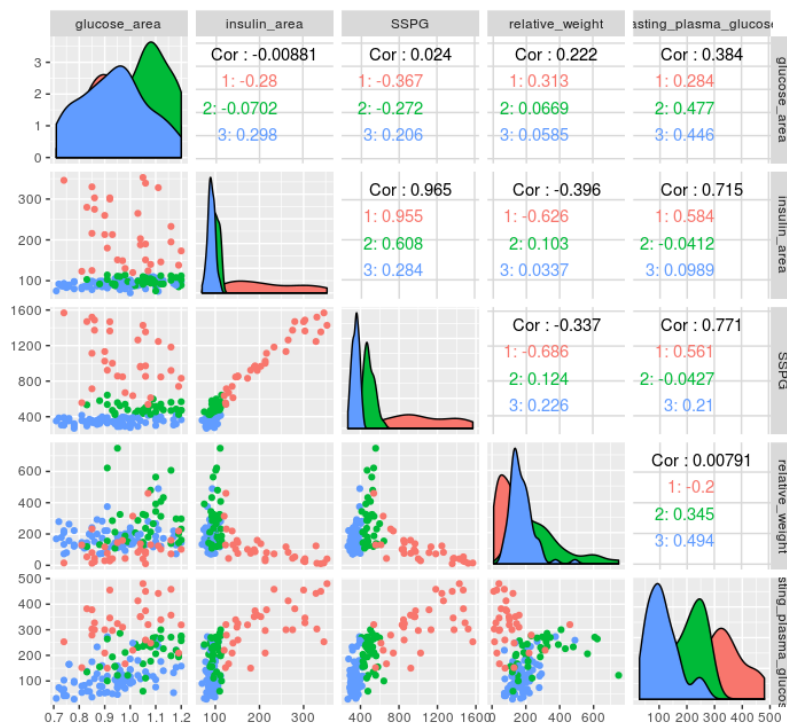 glucose_area insulin_area SSPG relative_weight asting_plasma_glucose
Cor : -0.00881 Cor : 0.024 Cor : 0.222 Cor : 0.384
1: -0.28 1: -0.367 1: 0.313 1: 0.284
2: -0.0702 2: -0.272 2: 0.0669 2: 0.477
3: 0.298 3: 0.206 3: 0.0585 3: 0.446
3
2
1
0
glucose_area
Cor : 0.965 Cor : -0.396 Cor : 0.715
1: 0.955 1: -0.626 1: 0.584
2: 0.608 2: 0.103 2: -0.0412
3: 0.284 3: 0.0337 3: 0.0989
300
200
100
insulin_area
Cor : -0.337 Cor : 0.771
1: -0.686 1: 0.561
2: 0.124 2: -0.0427
3: 0.226 3: 0.21
1600
1200
800
400
SSPG
Cor : 0.00791
1: -0.2
2: 0.345
3: 0.494
600
400
200
0
relative_weight
500
400
300
200
100
sting_plasma_glucos
0.7 0.8 0.9 1.0 1.1 1.2 100 200 300 400 800 1200 1600 0 200 400 600 100 200 300 400 500